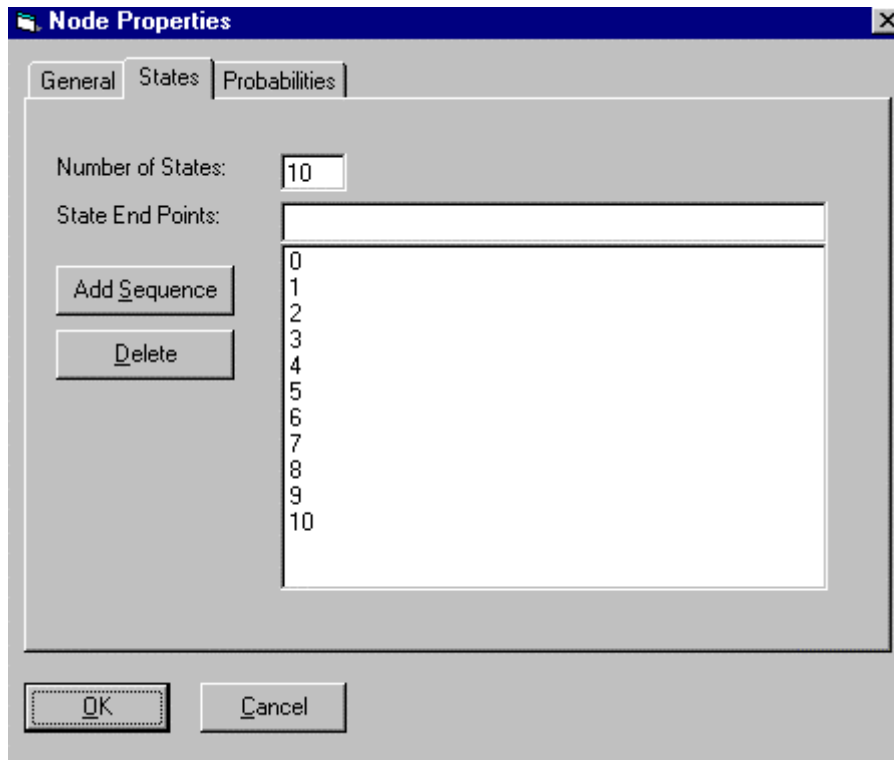 Node Properties
General States Probabilities
Number of States: 10
State End Points:
Add Sequence
Delete
0
1
2
3
4
5
6
7
8
9
10
OK Cancel